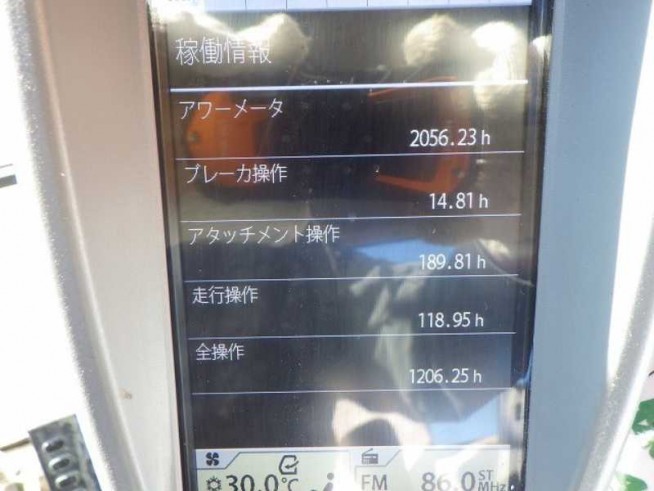 稼働情報
アワーメータ
2056.23 h
ブレーカ操作
14.81 h
アタッチメント操作
189.81 h
走行操作
118.95 h
全操作
1206.25 h
30.0℃ FM 86.0 ST MHz